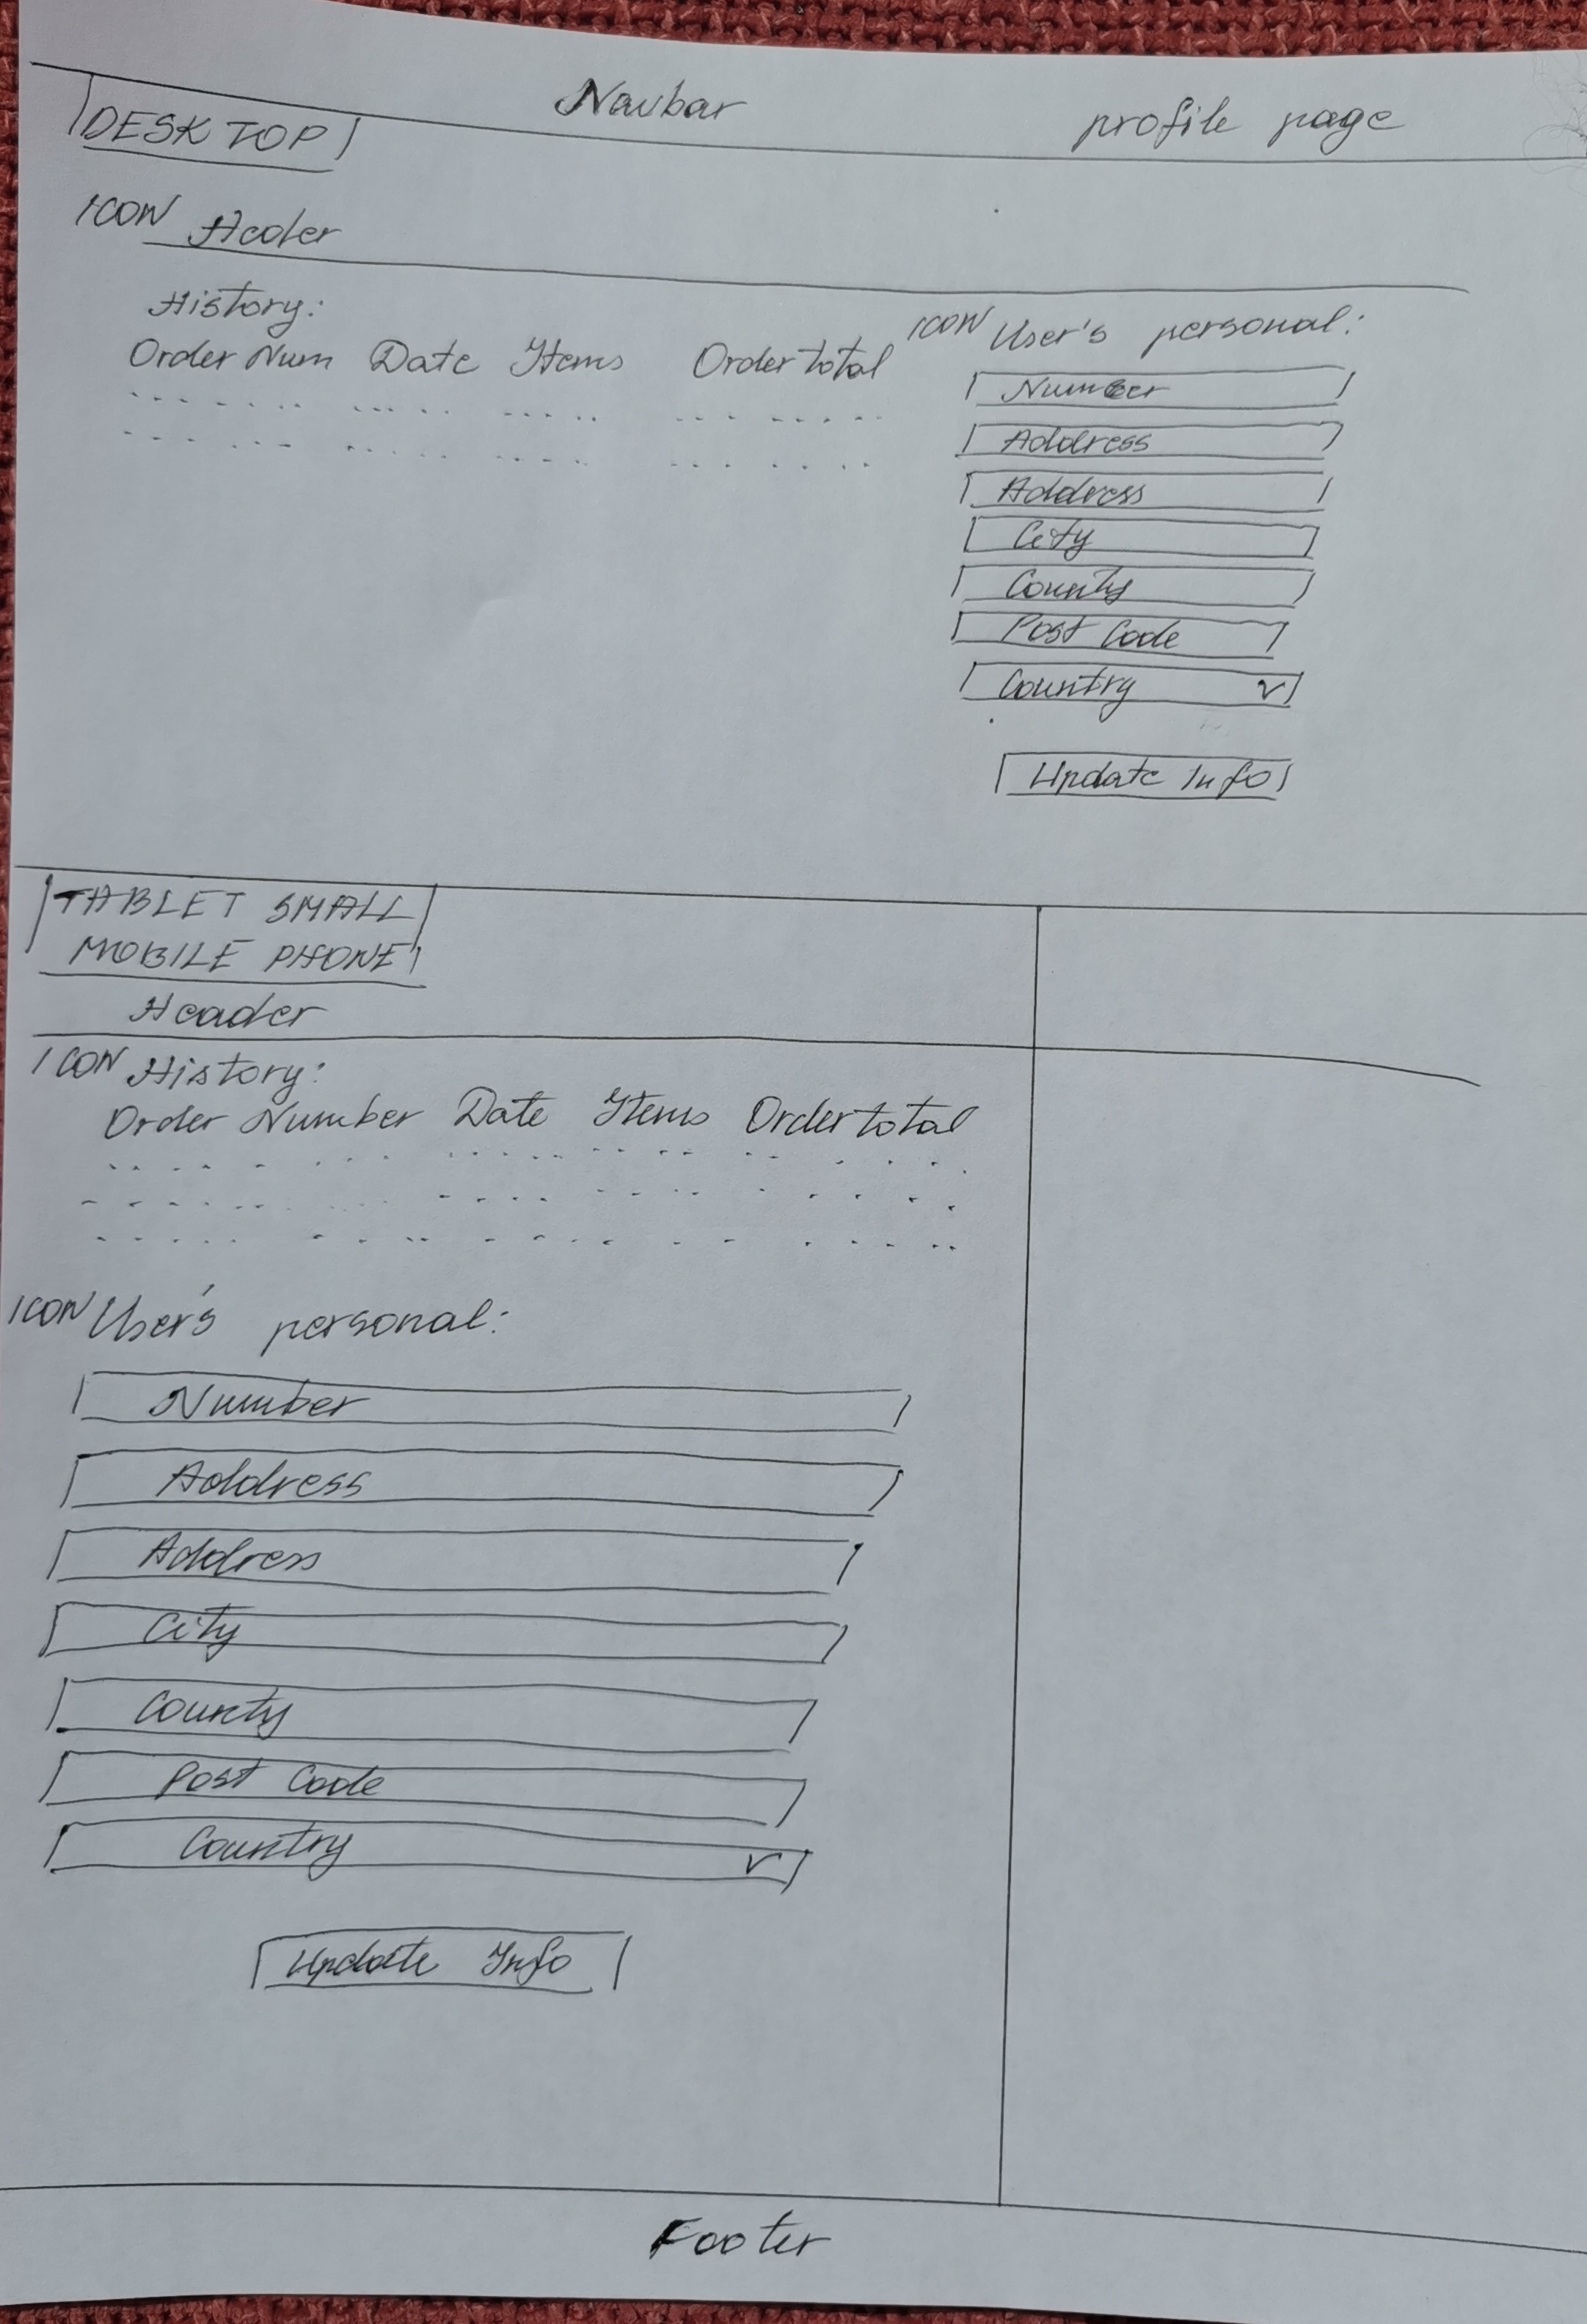 Navbar
profile page
DESKTOP
ICON Header
History:
Order Num Date Items Order total
ICON User's personal:
Number
Address
Address
City
County
Post Code
Country
Update Info
TABLET SMALL
MOBILE PHONE
Header
ICON History:
Order Number Date Items Order total
ICON User's personal:
Number
Address
Address
City
County
Post Code
Country
Update Info
Footer